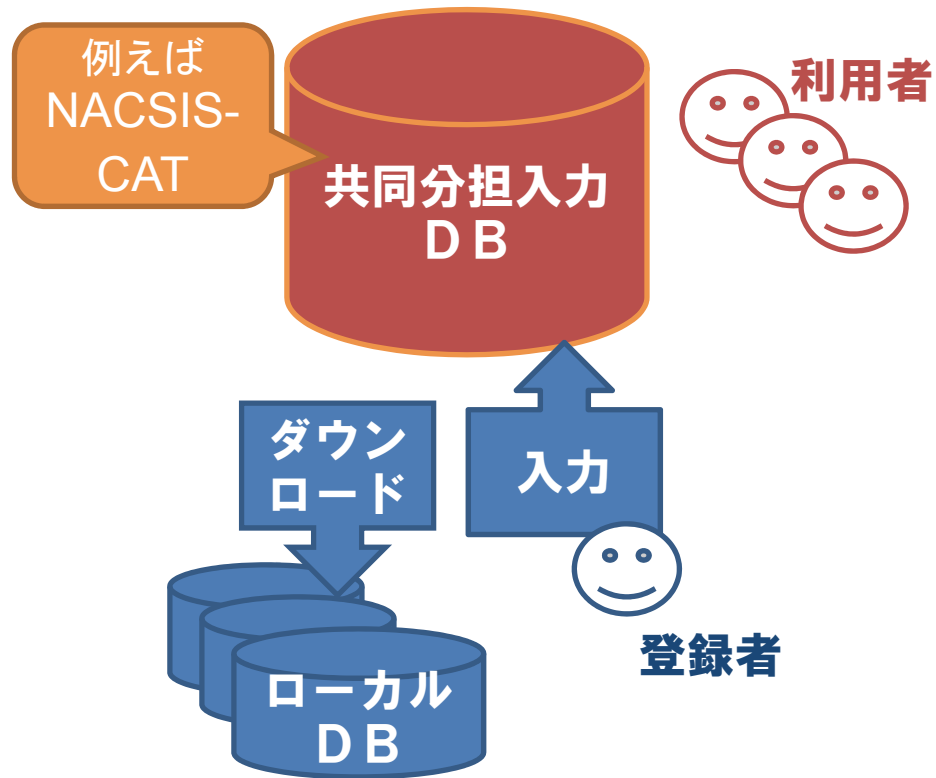 例えば
NACSIS-
CAT
利用者
共同分担入力
ＤＢ
ダウン
ロード
入力
登録者
ローカル
ＤＢ